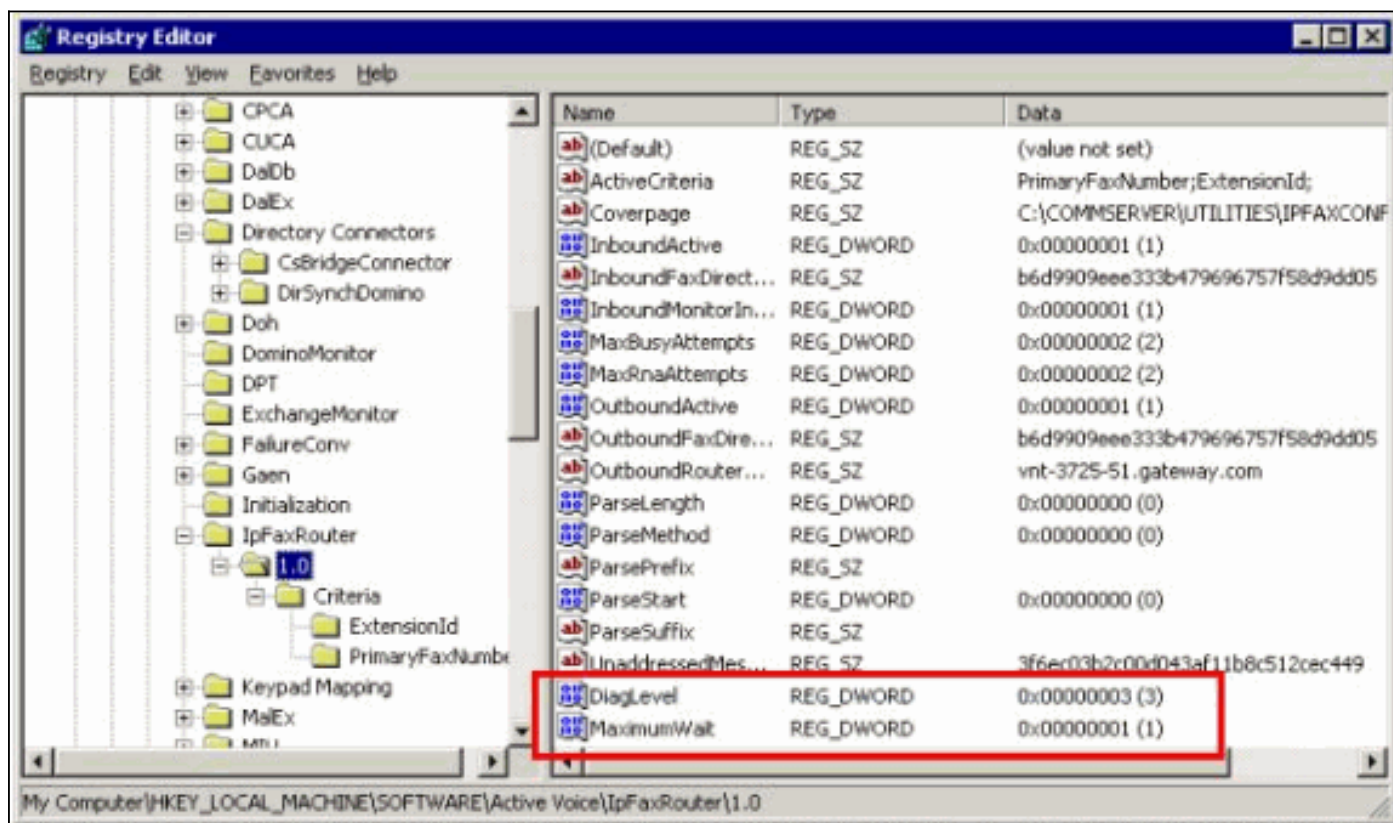 Registry Editor
Registry Edit View Favorites Help
CPCA
CUCA
DalDb
DalEx
Directory Connectors
CsBridgeConnector
DirSynchDomino
Doh
DominoMonitor
DPT
ExchangeMonitor
FailureConv
Gaen
Initialization
IpFaxRouter
1.0
Criteria
ExtensionId
PrimaryFaxNumbe
Keypad Mapping
MalEx
MIU
Name Type Data
(Default) REG_SZ (value not set)
ActiveCriteria REG_SZ PrimaryFaxNumber;ExtensionId;
Coverpage REG_SZ C:\COMMSERVER\UTILITIES\IPFAXCONF
InboundActive REG_DWORD 0x00000001 (1)
InboundFaxDirect... REG_SZ b6d9909eee333b479696757f58d9dd05
InboundMonitorIn... REG_DWORD 0x00000001 (1)
MaxBusyAttempts REG_DWORD 0x00000002 (2)
MaxRnaAttempts REG_DWORD 0x00000002 (2)
OutboundActive REG_DWORD 0x00000001 (1)
OutboundFaxDire... REG_SZ b6d9909eee333b479696757f58d9dd05
OutboundRouter... REG_SZ vnt-3725-51.gateway.com
ParseLength REG_DWORD 0x00000000 (0)
ParseMethod REG_DWORD 0x00000000 (0)
ParsePrefix REG_SZ
ParseStart REG_DWORD 0x00000000 (0)
ParseSuffix REG_SZ
UnaddressedMes... REG_SZ 3f6ec03b2c00d043af11b8c512cec449
DiagLevel REG_DWORD 0x00000003 (3)
MaximumWait REG_DWORD 0x00000001 (1)
My Computer\HKEY_LOCAL_MACHINE\SOFTWARE\Active Voice\IpFaxRouter\1.0